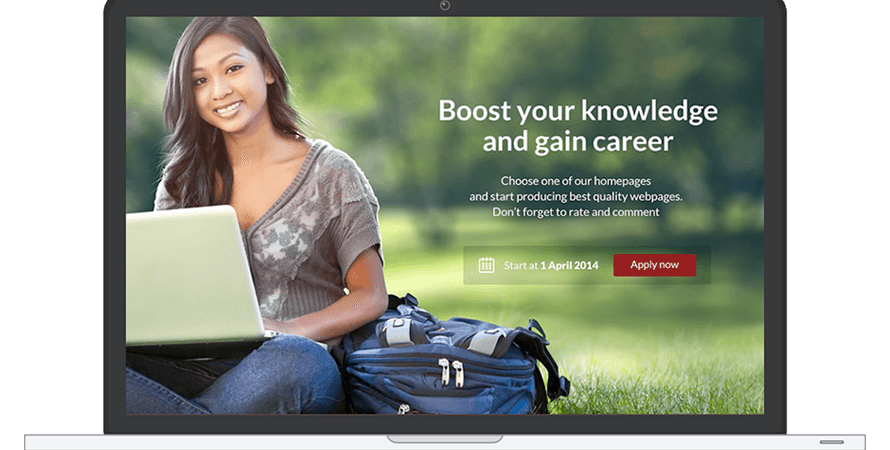 Boost your knowledge
and gain career
Choose one of our homepages
and start producing best quality webpages.
Don't forget to rate and comment
Start at 1 April 2014
Apply now